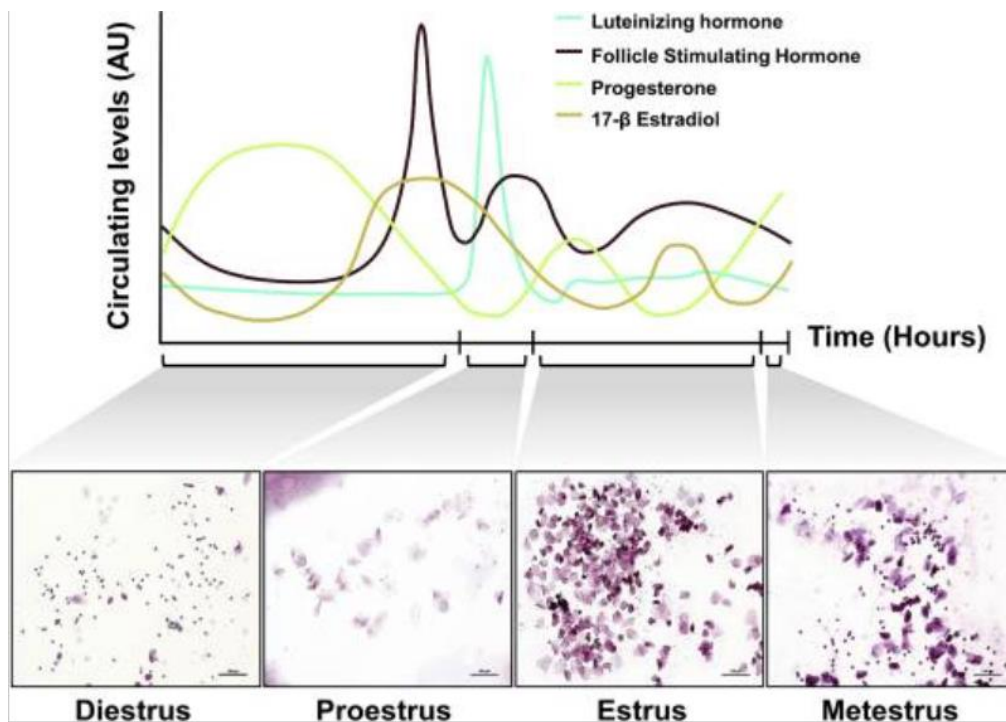 Circulating levels (AU)
Luteinizing hormone
Follicle Stimulating Hormone
Progesterone
17-β Estradiol
Time (Hours)
Diestrus
Proestrus
Estrus
Metestrus